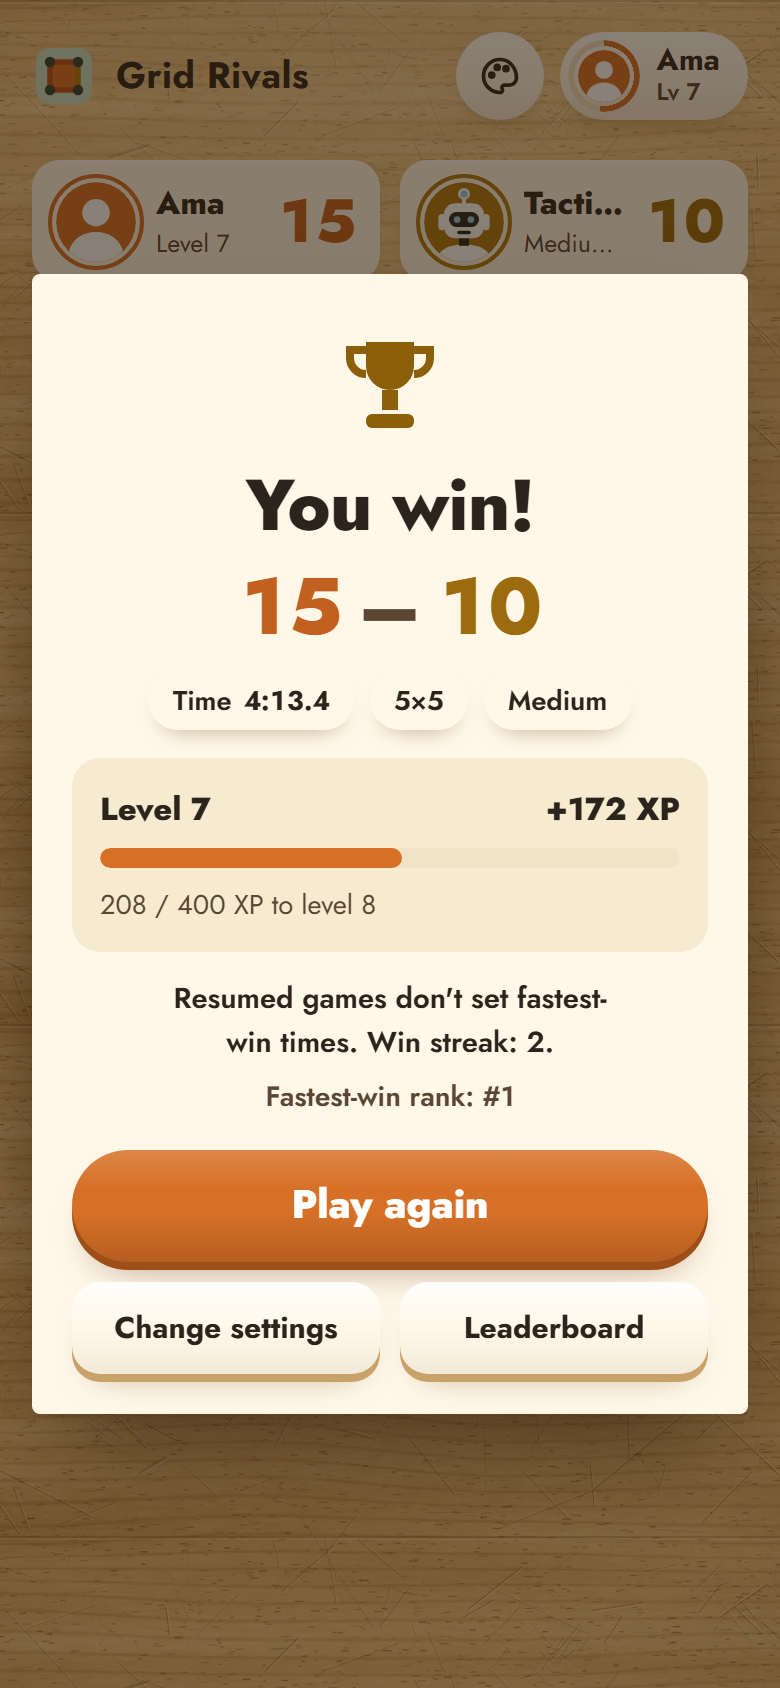 Grid Rivals
Ama
Lv 7
Ama
Level 7
15
Tacti...
Mediu...
10
You win!
15 – 10
Time 4:13.4
5×5
Medium
Level 7
+172 XP
208 / 400 XP to level 8
Resumed games don't set fastest-
win times. Win streak: 2.
Fastest-win rank: #1
Play again
Change settings
Leaderboard